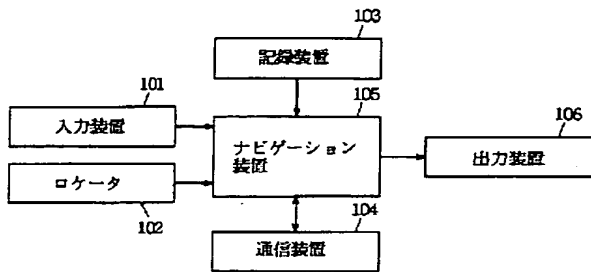 103
記録装置
101
入力装置
105
ナビゲーション
装置
106
出力装置
ロケータ
102
104
通信装置